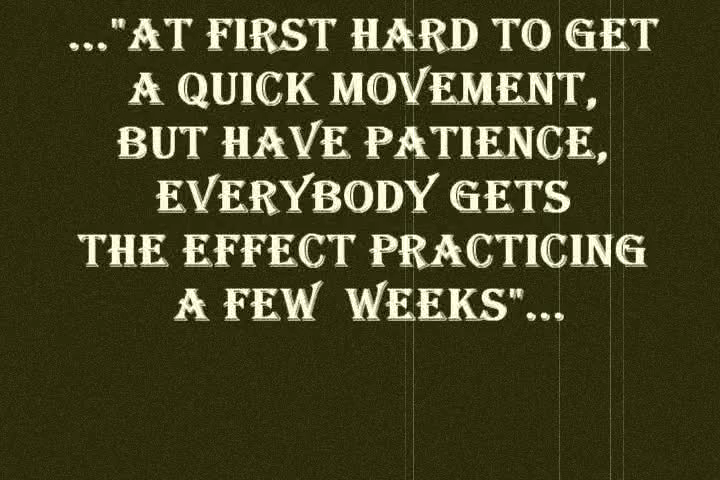 ..."AT FIRST HARD TO GET
A QUICK MOVEMENT,
BUT HAVE PATIENCE,
EVERYBODY GETS
THE EFFECT PRACTICING
A FEW WEEKS"...